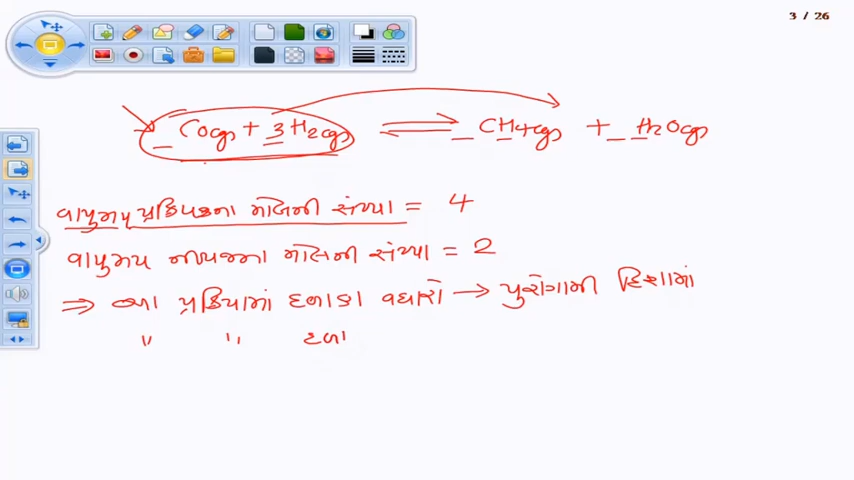 3 / 26
CO(g) + 3H2(g) ⇌ CH4(g) + H2O(g)
વાયુમય પ્રક્રિયકના મોલની સંખ્યા = 4
વાયુમય નીપજના મોલની સંખ્યા = 2
⇒ આ પ્રક્રિયામાં દબાણ વધારો → પુરોગામી દિશામાં
" " દબા